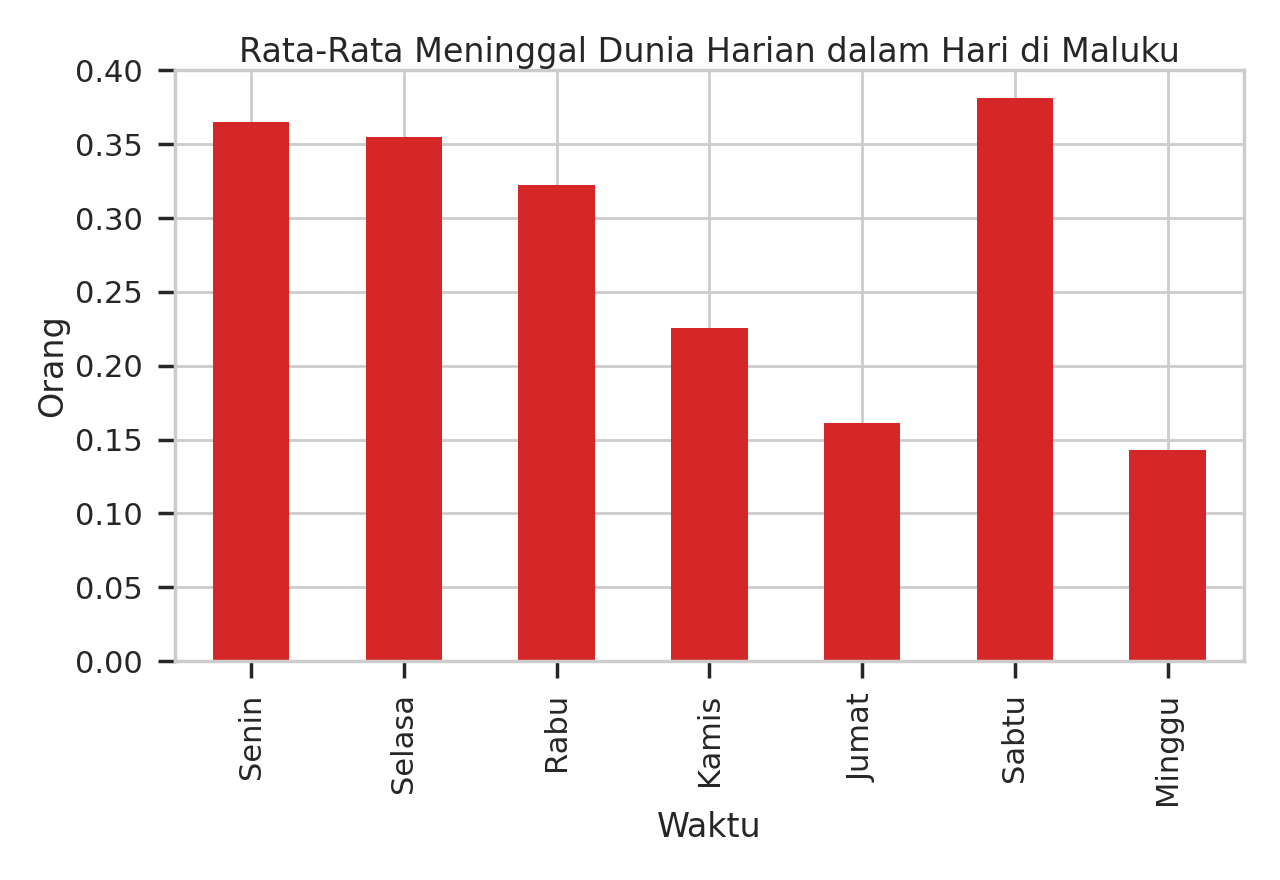 Rata-Rata Meninggal Dunia Harian dalam Hari di Maluku
0.40
0.35
0.30
0.25
0.20
0.15
0.10
0.05
0.00
Orang
Senin
Selasa
Rabu
Kamis
Jumat
Sabtu
Minggu
Waktu